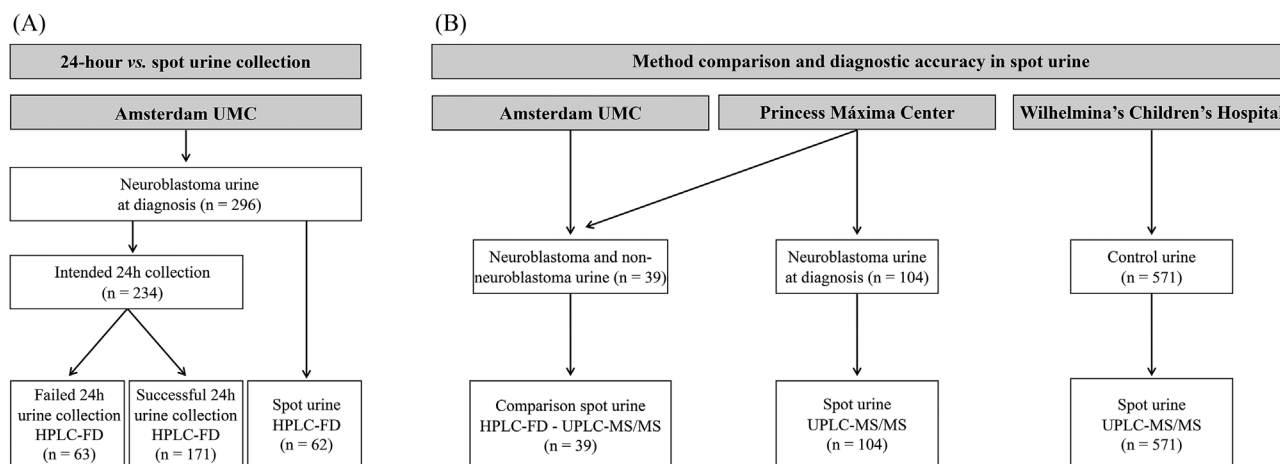 (A)
24-hour vs. spot urine collection
Amsterdam UMC
Neuroblastoma urine
at diagnosis (n = 296)
Intended 24h collection
(n = 234)
Failed 24h
urine collection
HPLC-FD
(n = 63)
Successful 24h
urine collection
HPLC-FD
(n = 171)
Spot urine
HPLC-FD
(n = 62)
(B)
Method comparison and diagnostic accuracy in spot urine
Amsterdam UMC
Princess Máxima Center
Wilhelmina's Children's Hospital
Neuroblastoma and non-
neuroblastoma urine (n = 39)
Neuroblastoma urine
at diagnosis (n = 104)
Control urine
(n = 571)
Comparison spot urine
HPLC-FD - UPLC-MS/MS
(n = 39)
Spot urine
UPLC-MS/MS
(n = 104)
Spot urine
UPLC-MS/MS
(n = 571)